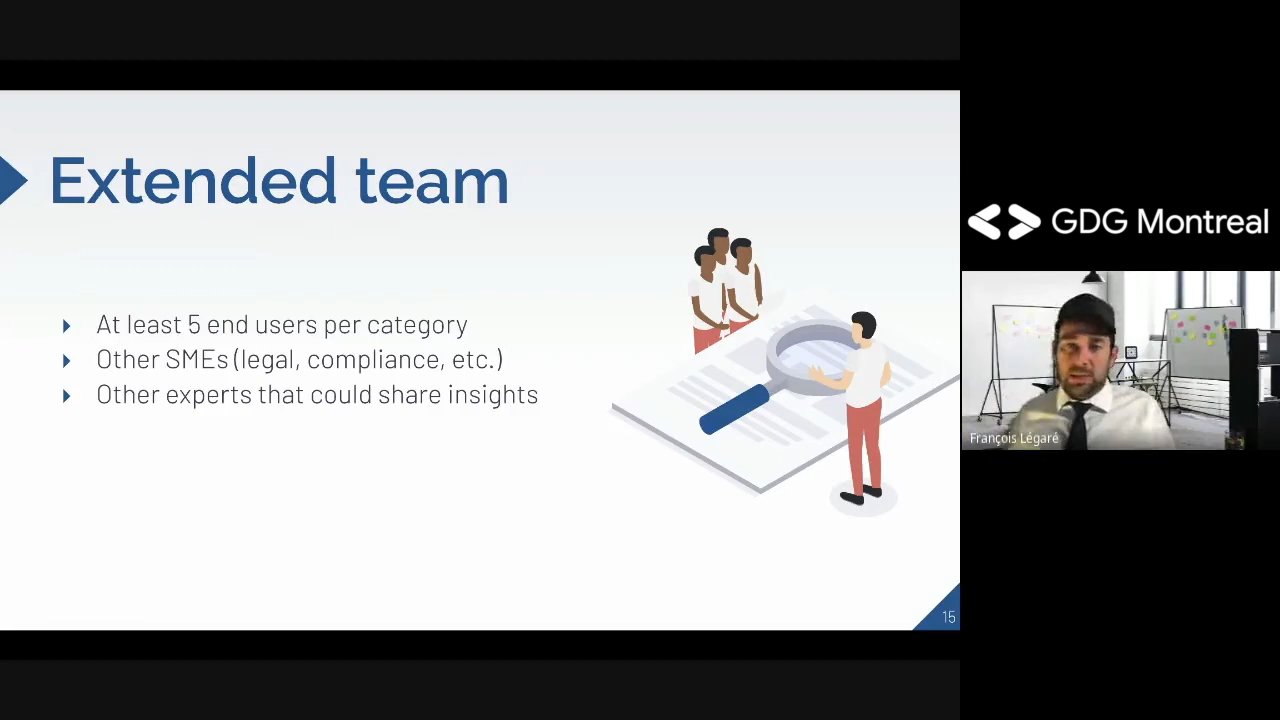 Extended team
At least 5 end users per category
Other SMEs (legal, compliance, etc.)
Other experts that could share insights
15
GDG Montreal
François Légaré